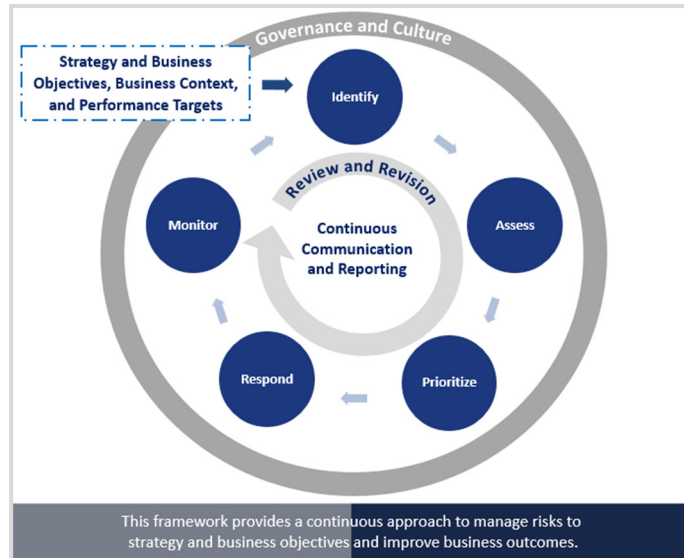 Governance and Culture
Strategy and Business
Objectives, Business Context,
and Performance Targets
Identify
Review and Revision
Monitor
Assess
Continuous
Communication
and Reporting
Respond
Prioritize
This framework provides a continuous approach to manage risks to
strategy and business objectives and improve business outcomes.